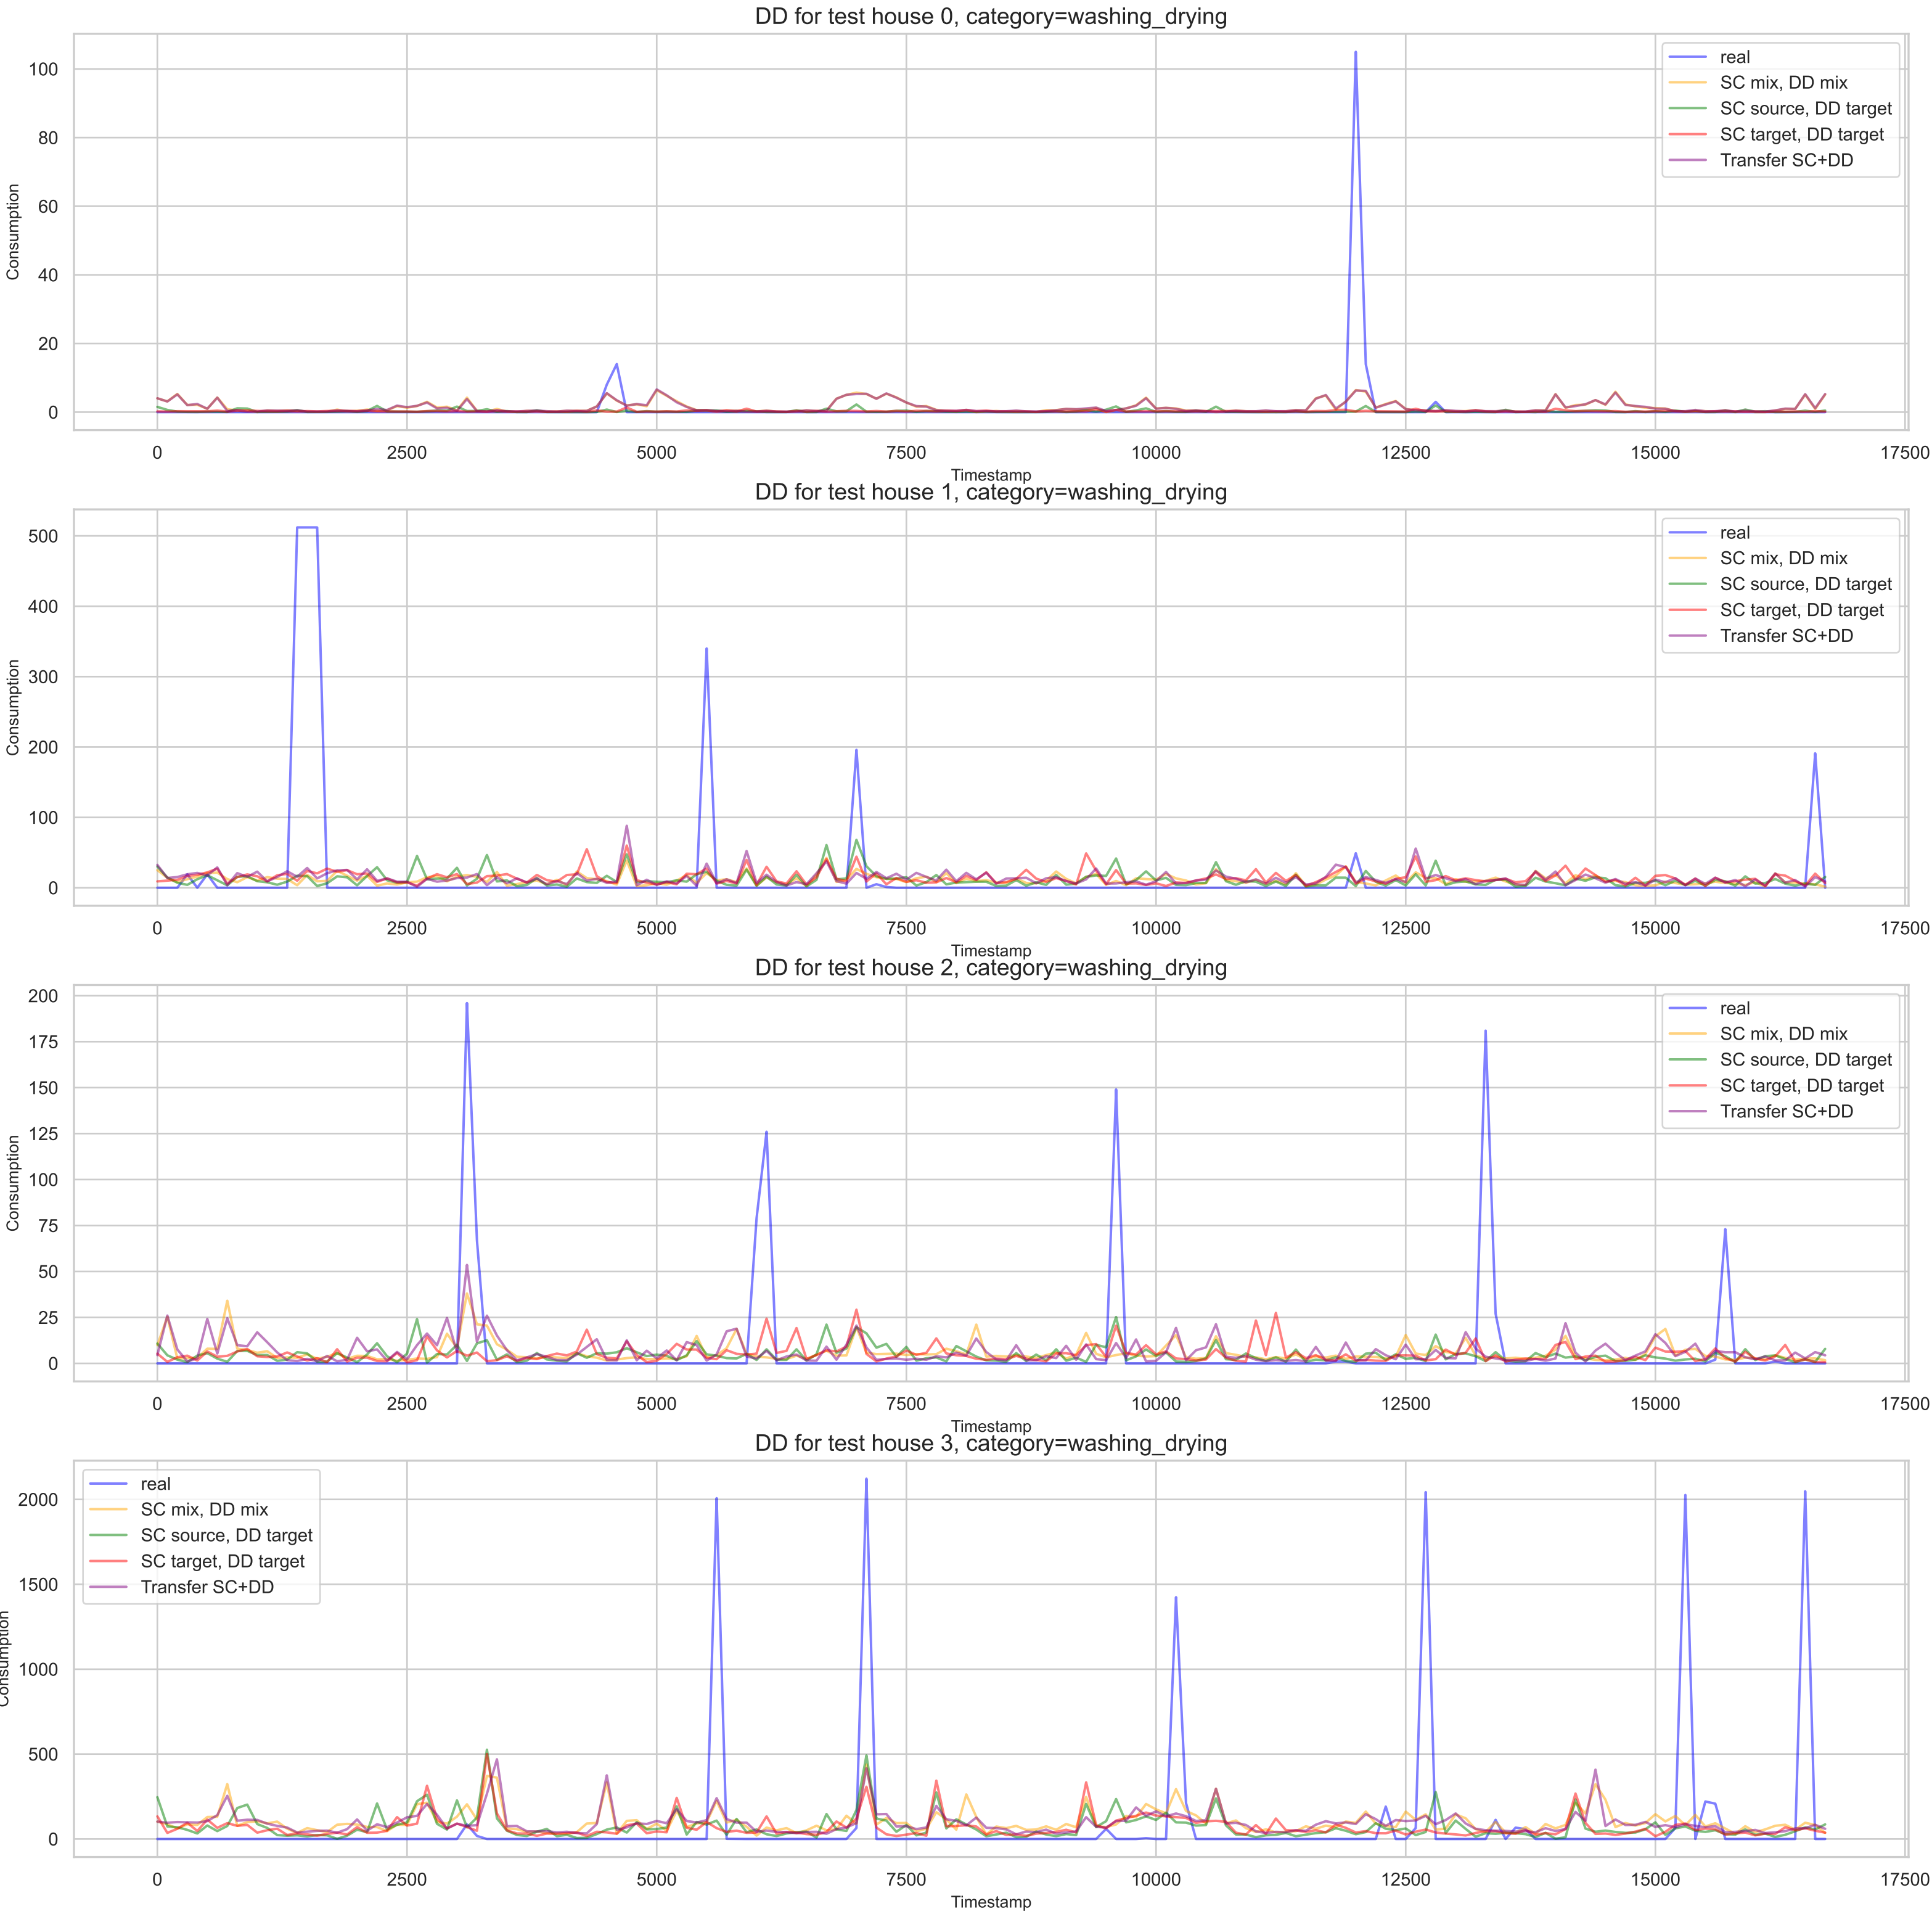 DD for test house 0, category=washing_drying
100
80
60
40
20
0
Consumption
real
SC mix, DD mix
SC source, DD target
SC target, DD target
Transfer SC+DD
0 2500 5000 7500 10000 12500 15000 17500
Timestamp
DD for test house 1, category=washing_drying
500
400
300
200
100
0
Consumption
real
SC mix, DD mix
SC source, DD target
SC target, DD target
Transfer SC+DD
0 2500 5000 7500 10000 12500 15000 17500
Timestamp
DD for test house 2, category=washing_drying
200
175
150
125
100
75
50
25
0
Consumption
real
SC mix, DD mix
SC source, DD target
SC target, DD target
Transfer SC+DD
0 2500 5000 7500 10000 12500 15000 17500
Timestamp
DD for test house 3, category=washing_drying
2000
1500
1000
500
0
Consumption
real
SC mix, DD mix
SC source, DD target
SC target, DD target
Transfer SC+DD
0 2500 5000 7500 10000 12500 15000 17500
Timestamp